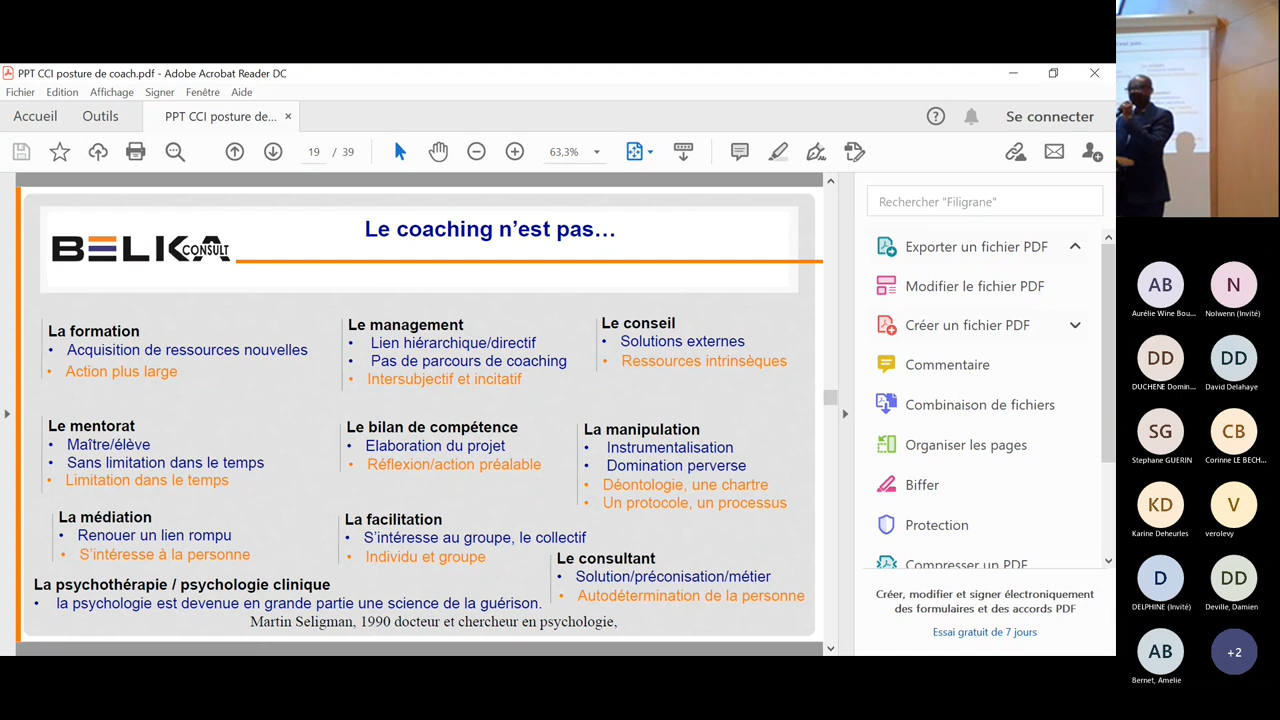 PPT CCI posture de coach.pdf - Adobe Acrobat Reader DC
Fichier Edition Affichage Signer Fenêtre Aide
Accueil Outils PPT CCI posture de... × Se connecter
19 / 39 63,3%
BELIKA CONSULT
Le coaching n’est pas…
La formation
• Acquisition de ressources nouvelles
• Action plus large
Le management
• Lien hiérarchique/directif
• Pas de parcours de coaching
• Intersubjectif et incitatif
Le conseil
• Solutions externes
• Ressources intrinsèques
Le mentorat
• Maître/élève
• Sans limitation dans le temps
• Limitation dans le temps
Le bilan de compétence
• Elaboration du projet
• Réflexion/action préalable
La manipulation
• Instrumentalisation
• Domination perverse
• Déontologie, une chartre
• Un protocole, un processus
La médiation
• Renouer un lien rompu
• S’intéresse à la personne
La facilitation
• S’intéresse au groupe, le collectif
• Individu et groupe
Le consultant
• Solution/préconisation/métier
• Autodétermination de la personne
La psychothérapie / psychologie clinique
• la psychologie est devenue en grande partie une science de la guérison.
Martin Seligman, 1990 docteur et chercheur en psychologie,
Rechercher "Filigrane"
Exporter un fichier PDF
Modifier le fichier PDF
Créer un fichier PDF
Commentaire
Combinaison de fichiers
Organiser les pages
Biffer
Protection
Compresser un PDF
Créer, modifier et signer électroniquement
des formulaires et des accords PDF
Essai gratuit de 7 jours
AB N
Aurélie Wine Bou... Nolwenn (Invité)
DD DD
DUCHENE Domin... David Delahaye
SG CB
Stephane GUERIN Corinne LE BECH...
KD V
Karine Deheurles verolevy
D DD
DELPHINE (Invité) Deville, Damien
AB +2
Bernet, Amelie